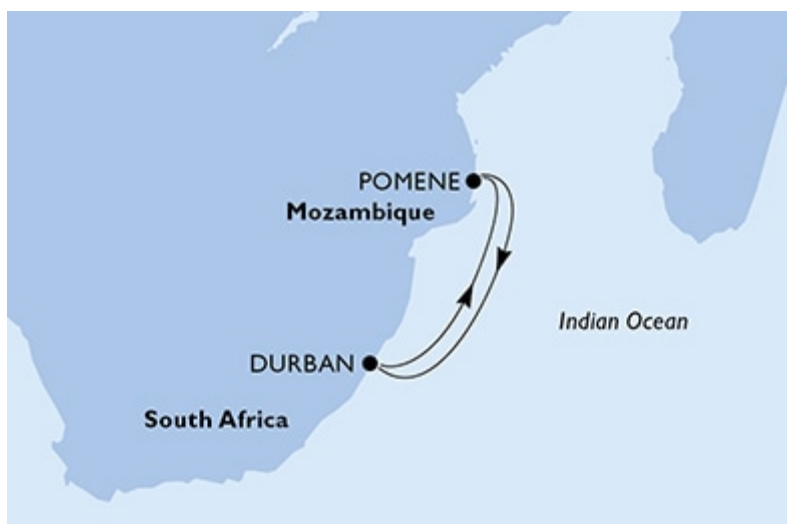 POMENE
Mozambique
Indian Ocean
DURBAN
South Africa